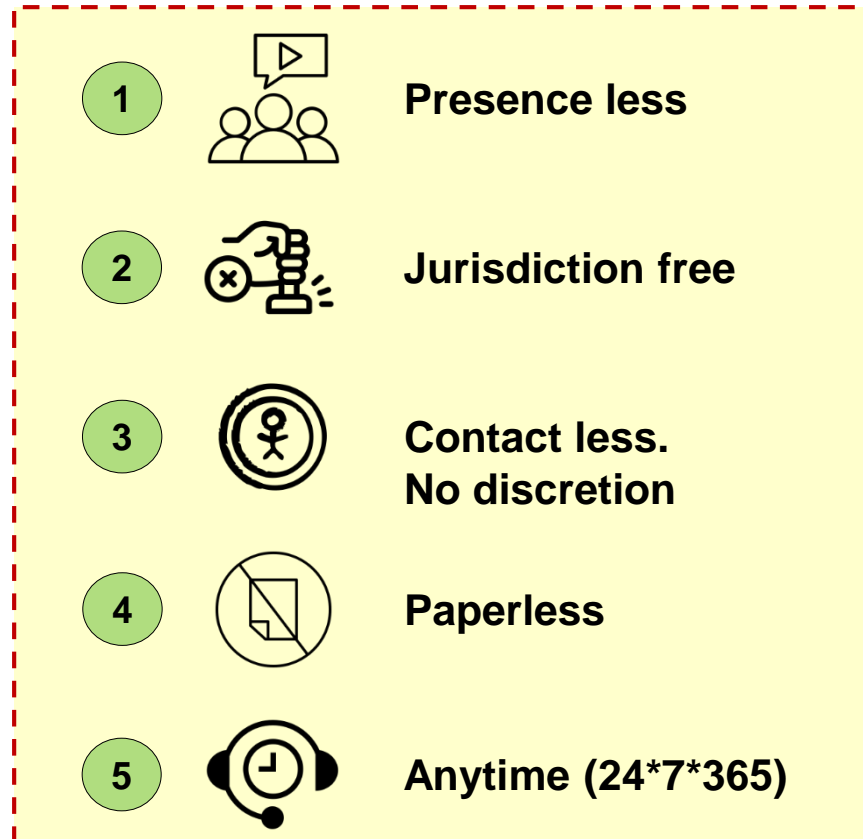 1 Presence less
2 Jurisdiction free
3 Contact less.
No discretion
4 Paperless
5 Anytime (24*7*365)